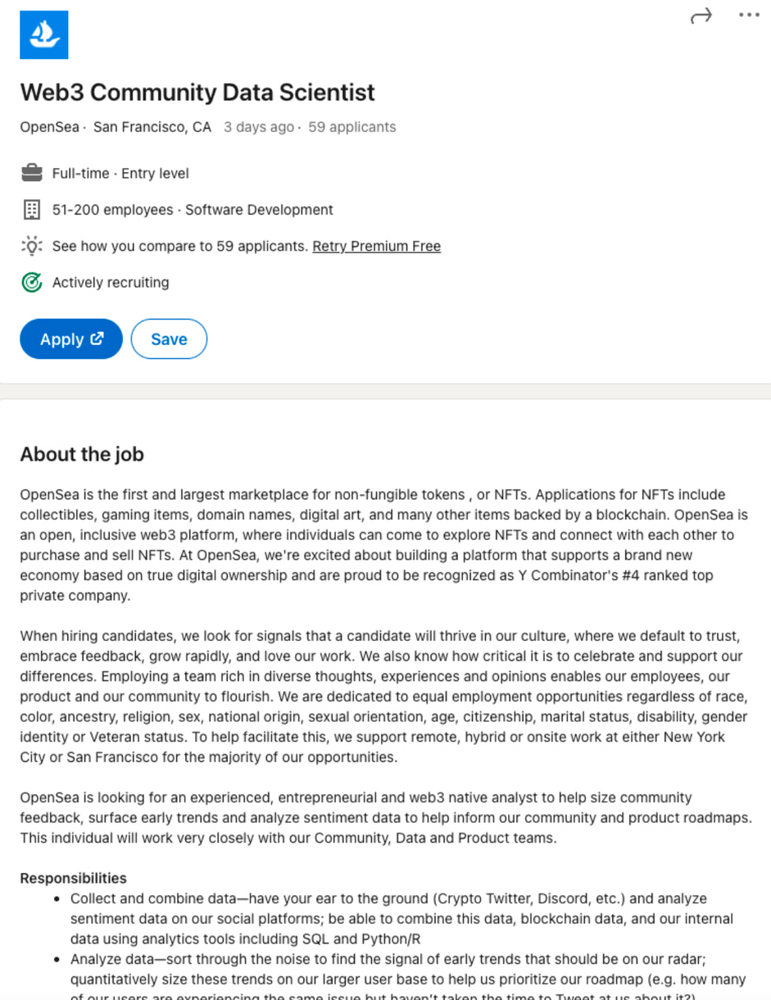 Web3 Community Data Scientist
OpenSea · San Francisco, CA 3 days ago · 59 applicants
Full-time · Entry level
51-200 employees · Software Development
See how you compare to 59 applicants. Retry Premium Free
Actively recruiting
Apply Save
About the job
OpenSea is the first and largest marketplace for non-fungible tokens , or NFTs. Applications for NFTs include
collectibles, gaming items, domain names, digital art, and many other items backed by a blockchain. OpenSea is
an open, inclusive web3 platform, where individuals can come to explore NFTs and connect with each other to
purchase and sell NFTs. At OpenSea, we're excited about building a platform that supports a brand new
economy based on true digital ownership and are proud to be recognized as Y Combinator's #4 ranked top
private company.
When hiring candidates, we look for signals that a candidate will thrive in our culture, where we default to trust,
embrace feedback, grow rapidly, and love our work. We also know how critical it is to celebrate and support our
differences. Employing a team rich in diverse thoughts, experiences and opinions enables our employees, our
product and our community to flourish. We are dedicated to equal employment opportunities regardless of race,
color, ancestry, religion, sex, national origin, sexual orientation, age, citizenship, marital status, disability, gender
identity or Veteran status. To help facilitate this, we support remote, hybrid or onsite work at either New York
City or San Francisco for the majority of our opportunities.
OpenSea is looking for an experienced, entrepreneurial and web3 native analyst to help size community
feedback, surface early trends and analyze sentiment data to help inform our community and product roadmaps.
This individual will work very closely with our Community, Data and Product teams.
Responsibilities
• Collect and combine data—have your ear to the ground (Crypto Twitter, Discord, etc.) and analyze
sentiment data on our social platforms; be able to combine this data, blockchain data, and our internal
data using analytics tools including SQL and Python/R
• Analyze data—sort through the noise to find the signal of early trends that should be on our radar;
quantitatively size these trends on our larger user base to help us prioritize our roadmap (e.g. how many
of our users are experiencing the same issue but haven't taken the time to Tweet at us about it?)